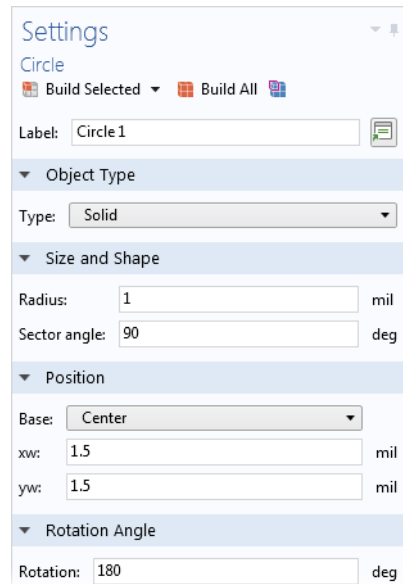 Settings
Circle
Build Selected Build All
Label: Circle 1
Object Type
Type: Solid
Size and Shape
Radius: 1 mil
Sector angle: 90 deg
Position
Base: Center
xw: 1.5 mil
yw: 1.5 mil
Rotation Angle
Rotation: 180 deg